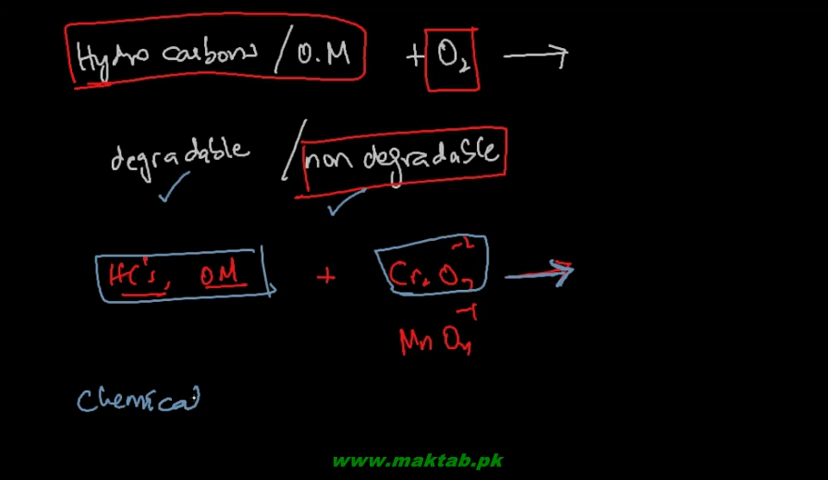 Hydro carbons / O.M + O₂ →
degradable / non degradable
HC's, OM + Cr₂O₇⁻² →
MnO₄⁻¹
Chemical
www.maktab.pk